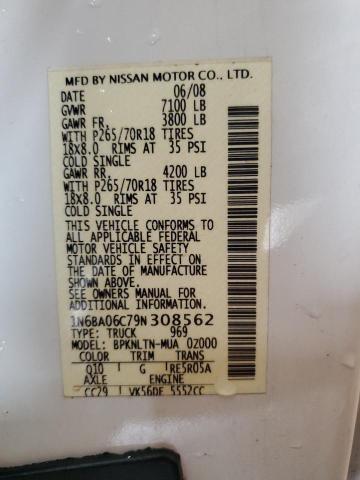 MFD BY NISSAN MOTOR CO., LTD.
DATE 06/08
GVWR 7100 LB
GAWR FR. 3800 LB
WITH P265/70R18 TIRES
18X8.0 RIMS AT 35 PSI
COLD SINGLE
GAWR RR. 4200 LB
WITH P265/70R18 TIRES
18X8.0 RIMS AT 35 PSI
COLD SINGLE
THIS VEHICLE CONFORMS TO
ALL APPLICABLE FEDERAL
MOTOR VEHICLE SAFETY
STANDARDS IN EFFECT ON
THE DATE OF MANUFACTURE
SHOWN ABOVE.
SEE OWNERS MANUAL FOR
ADDITIONAL INFORMATION.
1N6BA06C79N308562
TYPE: TRUCK 969
MODEL: BPKNLTN-MUA 0Z000
COLOR TRIM TRANS
Q10 G RE5R05A
AXLE ENGINE
CC29 VK56DE 5552CC